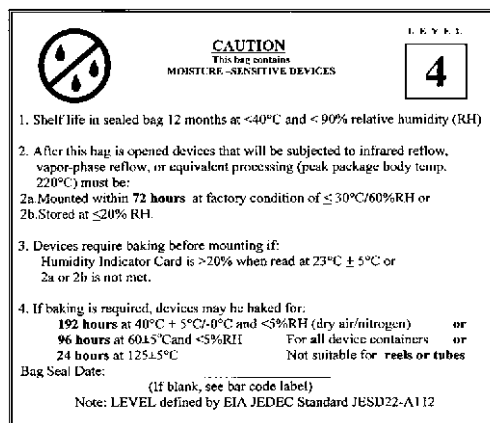 LEVEL
CAUTION
This bag contains
MOISTURE -SENSITIVE DEVICES
4
1. Shelf life in sealed bag 12 months at <40°C and < 90% relative humidity (RH)
2. After this bag is opened devices that will be subjected to infrared reflow,
vapor-phase reflow, or equivalent processing (peak package body temp.
220°C) must be:
2a.Mounted within 72 hours at factory condition of ≤ 30°C/60%RH or
2b.Stored at ≤20% RH.
3. Devices require baking before mounting if:
Humidity Indicator Card is >20% when read at 23°C ± 5°C or
2a or 2b is not met.
4. If baking is required, devices may be baked for:
192 hours at 40°C + 5°C/-0°C and <5%RH (dry air/nitrogen) or
96 hours at 60±5°Cand <5%RH For all device containers or
24 hours at 125±5°C Not suitable for reels or tubes
Bag Seal Date:
(If blank, see bar code label)
Note: LEVEL defined by EIA JEDEC Standard JESD22-A112